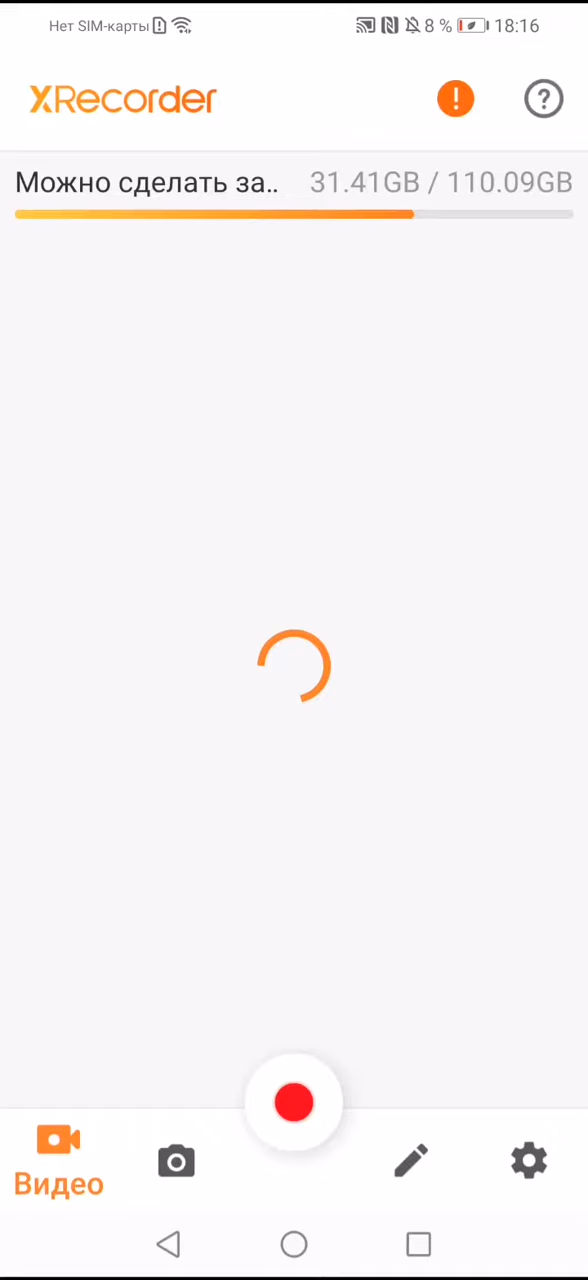 Нет SIM-карты 8 % 18:16
XRecorder
Можно сделать за.. 31.41GB / 110.09GB
Видео